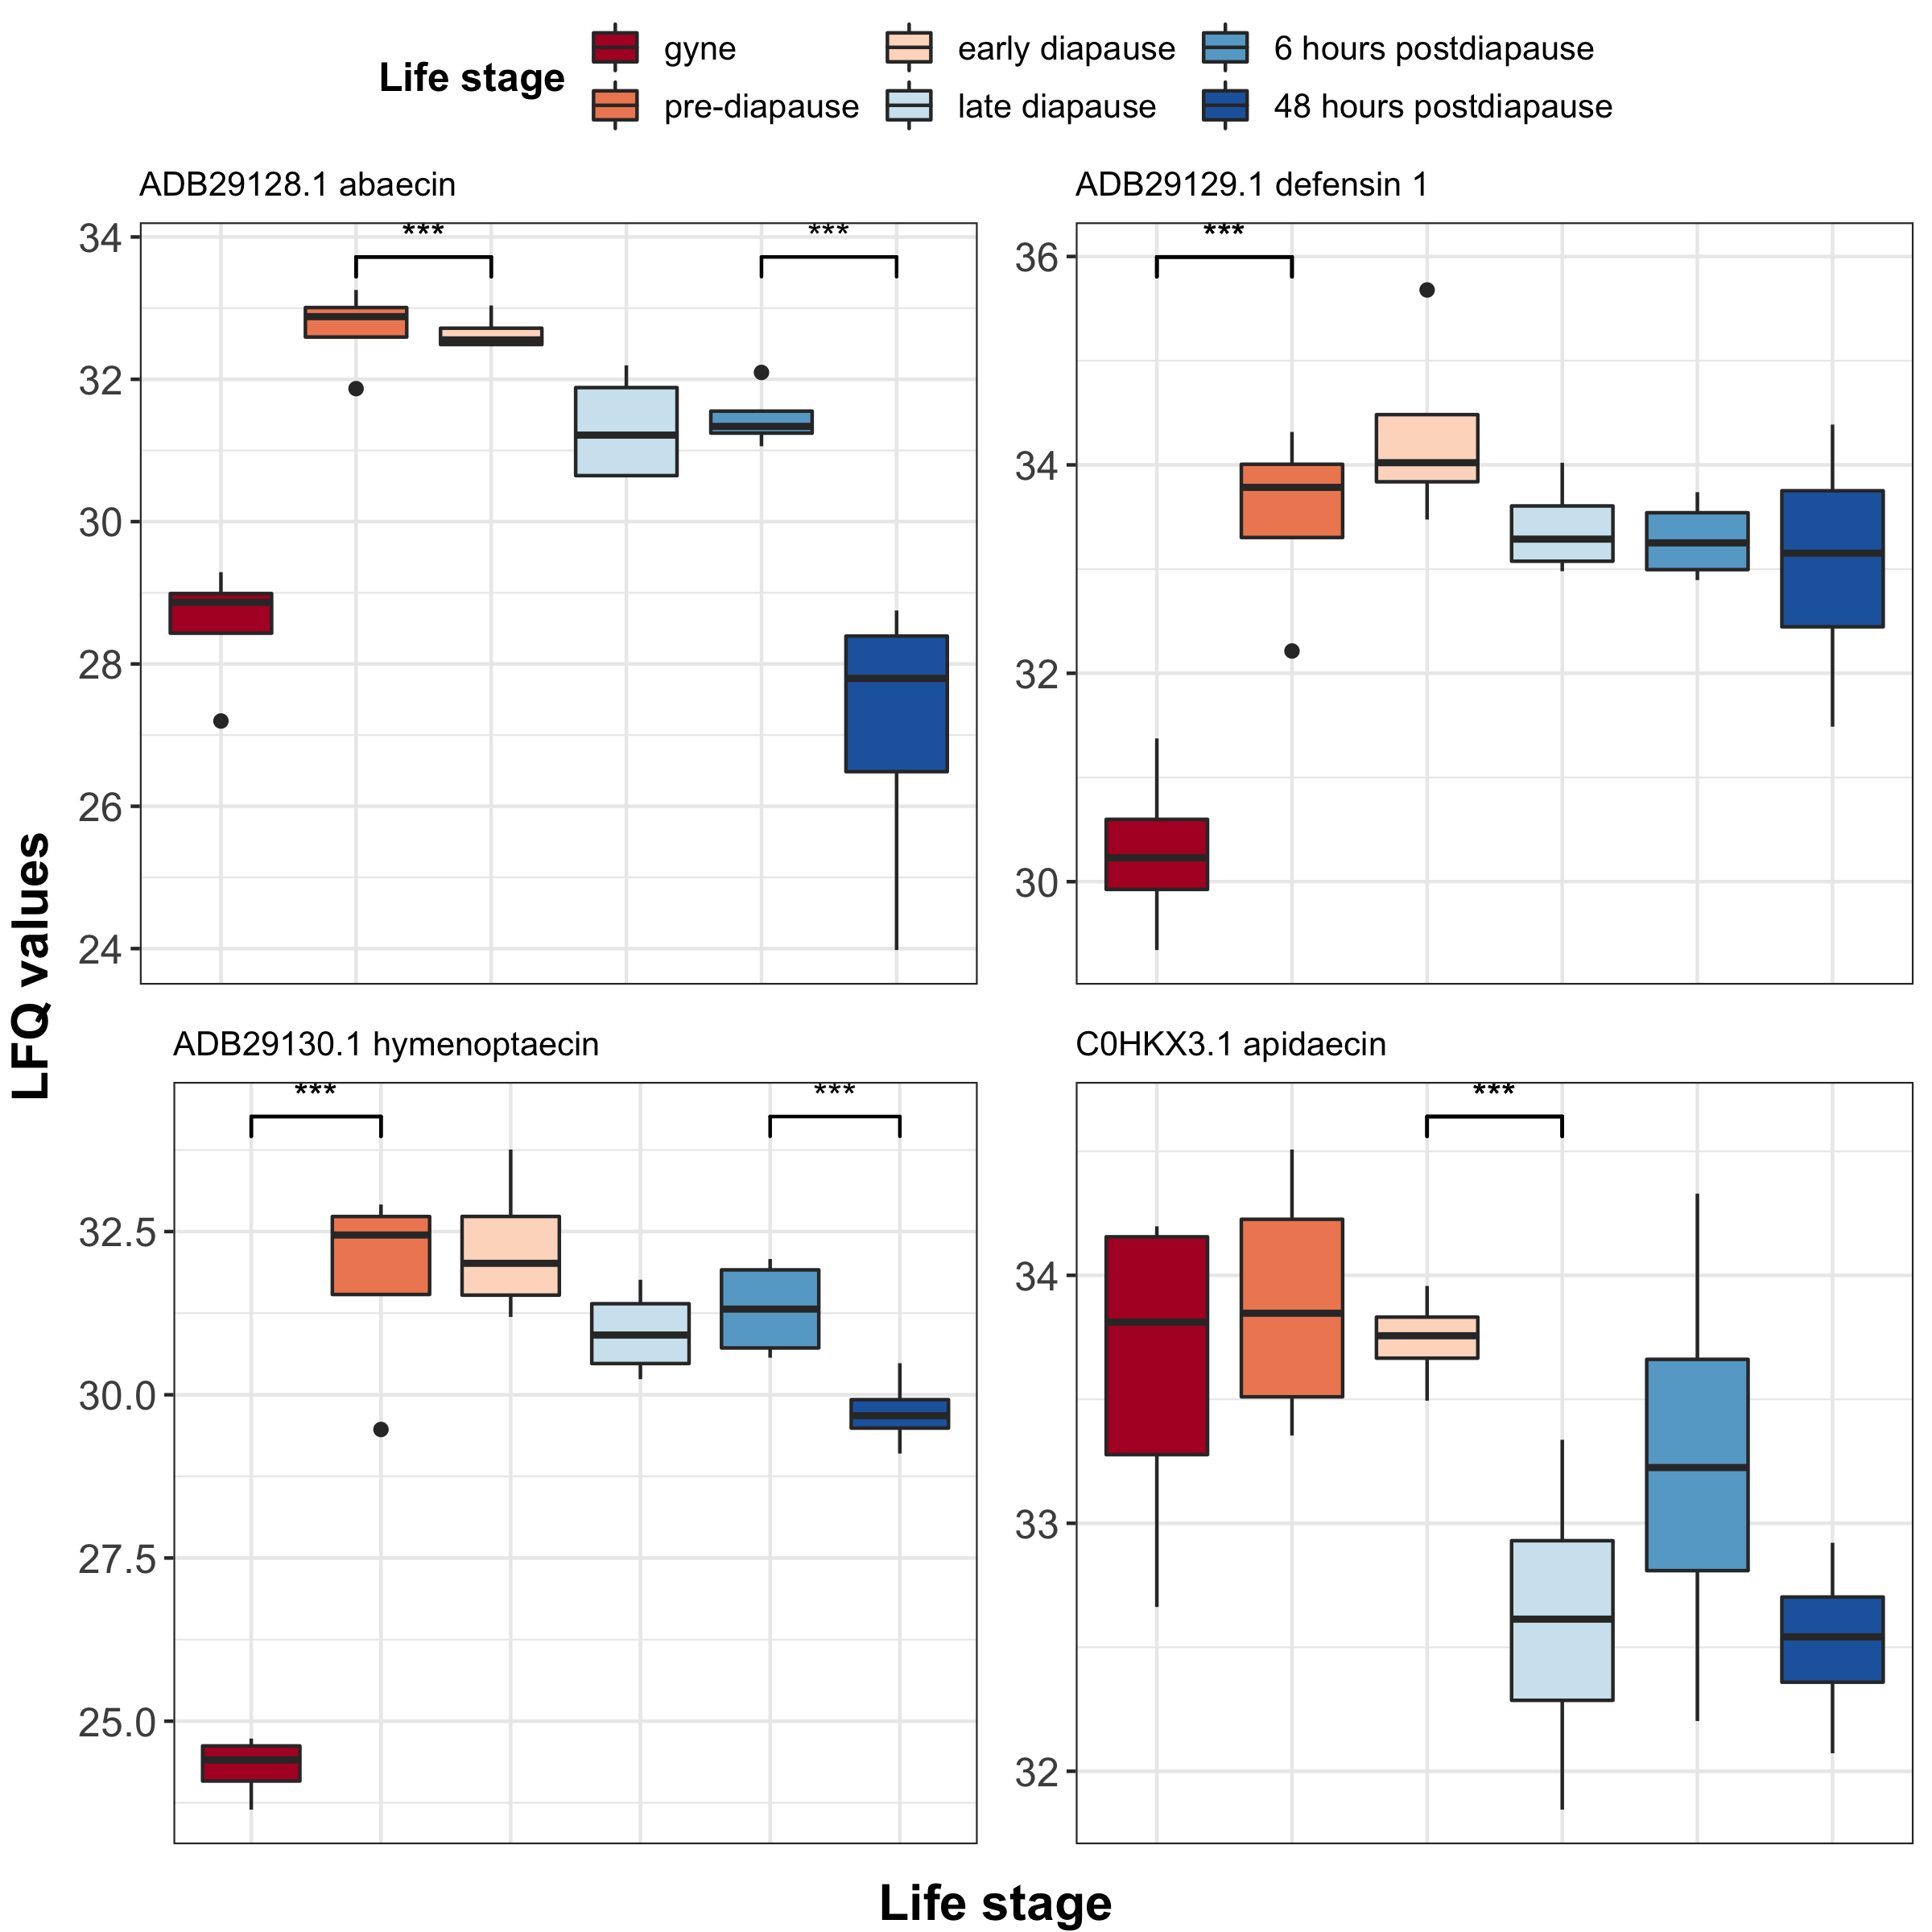 Life stage
gyne
early diapause
6 hours postdiapause
pre-diapause
late diapause
48 hours postdiapause
ADB29128.1 abaecin
ADB29129.1 defensin 1
***
***
34
32
30
28
26
24
***
36
34
32
30
LFQ values
ADB29130.1 hymenoptaecin
C0HKX3.1 apidaecin
***
***
32.5
30.0
27.5
25.0
***
34
33
32
Life stage